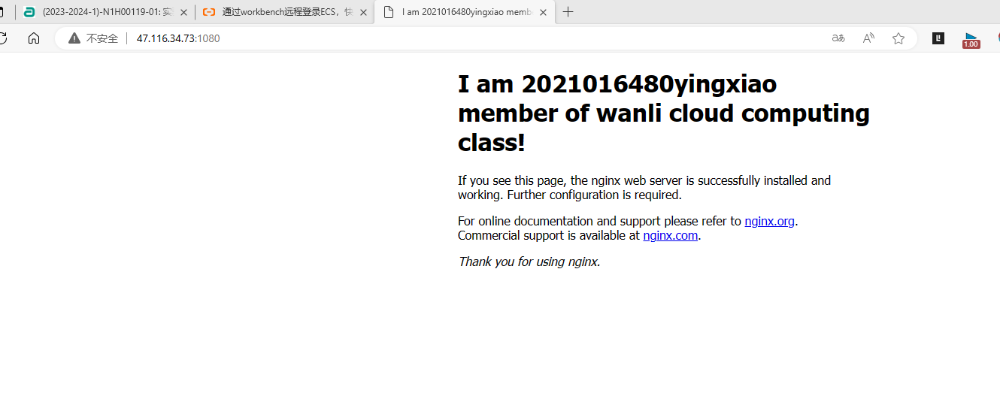 (2023-2024-1)-N1H00119-01: 实
通过workbench远程登录ECS，快
I am 2021016480yingxiao memb
不安全
47.116.34.73:1080
aあ
A
1.00
I am 2021016480yingxiao
member of wanli cloud computing
class!
If you see this page, the nginx web server is successfully installed and
working. Further configuration is required.
For online documentation and support please refer to nginx.org.
Commercial support is available at nginx.com.
Thank you for using nginx.